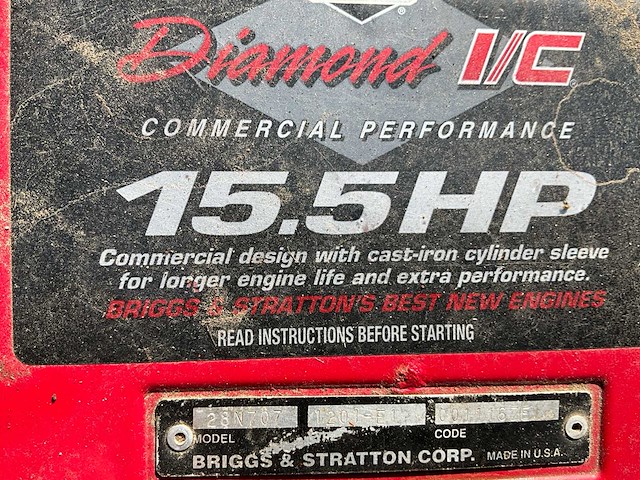 Diamond I/C
COMMERCIAL PERFORMANCE
15.5HP
Commercial design with cast-iron cylinder sleeve
for longer engine life and extra performance.
BRIGGS & STRATTON'S BEST NEW ENGINES
READ INSTRUCTIONS BEFORE STARTING
28N707
MODEL CODE
BRIGGS & STRATTON CORP. MADE IN U.S.A.